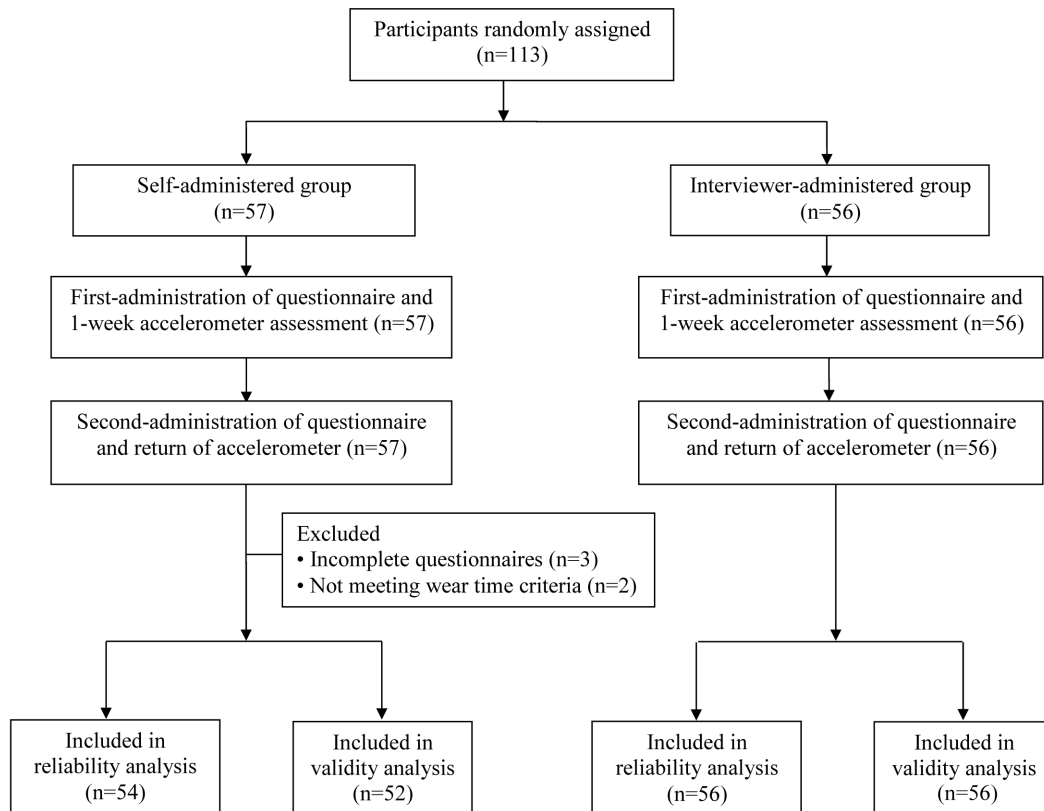 Participants randomly assigned
(n=113)
Self-administered group
(n=57)
Interviewer-administered group
(n=56)
First-administration of questionnaire and
1-week accelerometer assessment (n=57)
First-administration of questionnaire and
1-week accelerometer assessment (n=56)
Second-administration of questionnaire
and return of accelerometer (n=57)
Second-administration of questionnaire
and return of accelerometer (n=56)
Excluded
• Incomplete questionnaires (n=3)
• Not meeting wear time criteria (n=2)
Included in
reliability analysis
(n=54)
Included in
validity analysis
(n=52)
Included in
reliability analysis
(n=56)
Included in
validity analysis
(n=56)